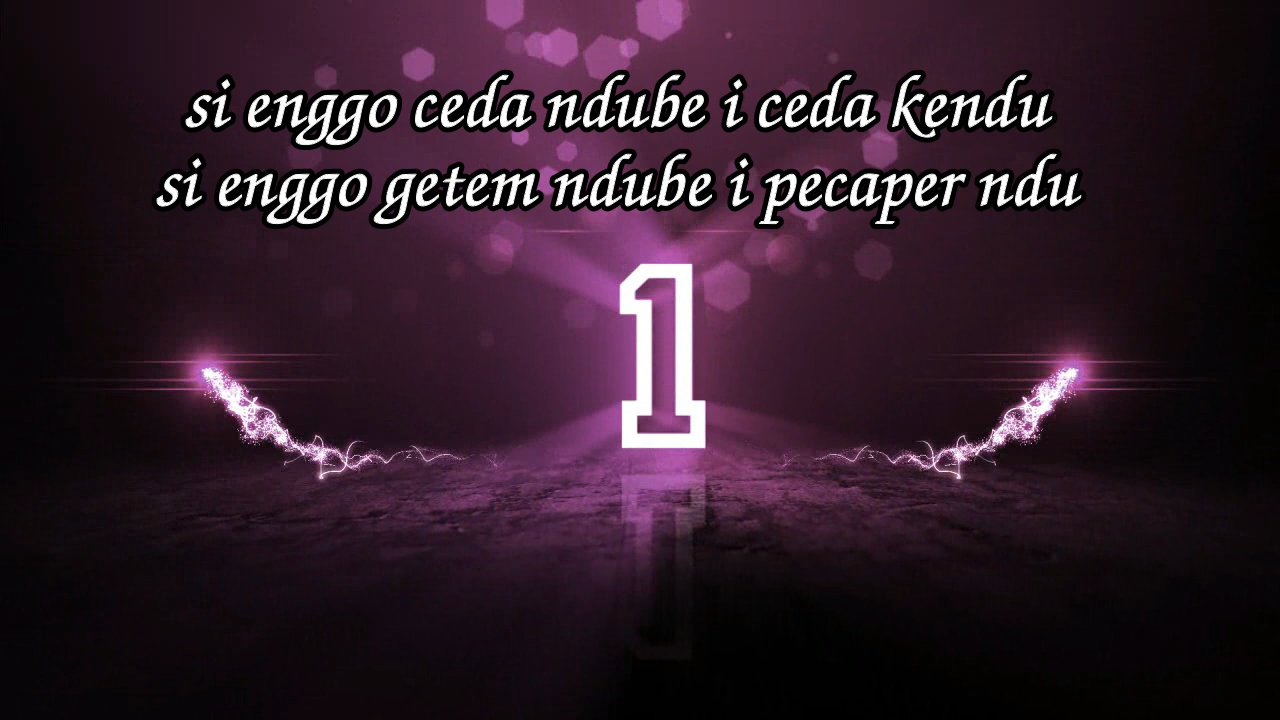 si enggo ceda ndube i ceda kendu
si enggo getem ndube i pecaper ndu
1